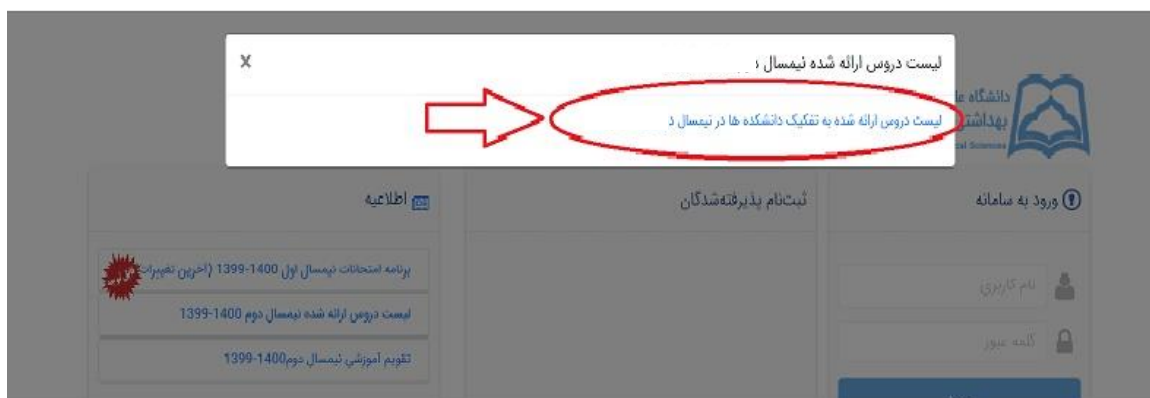 لیست دروس ارائه شده نیمسال
X
لیست دروس ارائه شده به تفکیک دانشکده ها در نیمسال د
دانشگاه
بهداشتی
ورود به سامانه
نام کاربری
کلمه عبور
ثبت‌نام پذیرفته‌شدگان
اطلاعیه
برنامه امتحانات نیمسال اول 1400-1399 (آخرین تغییرات
لیست دروس ارائه شده نیمسال دوم 1400-1399
تقویم آموزشی نیمسال دوم1400-1399